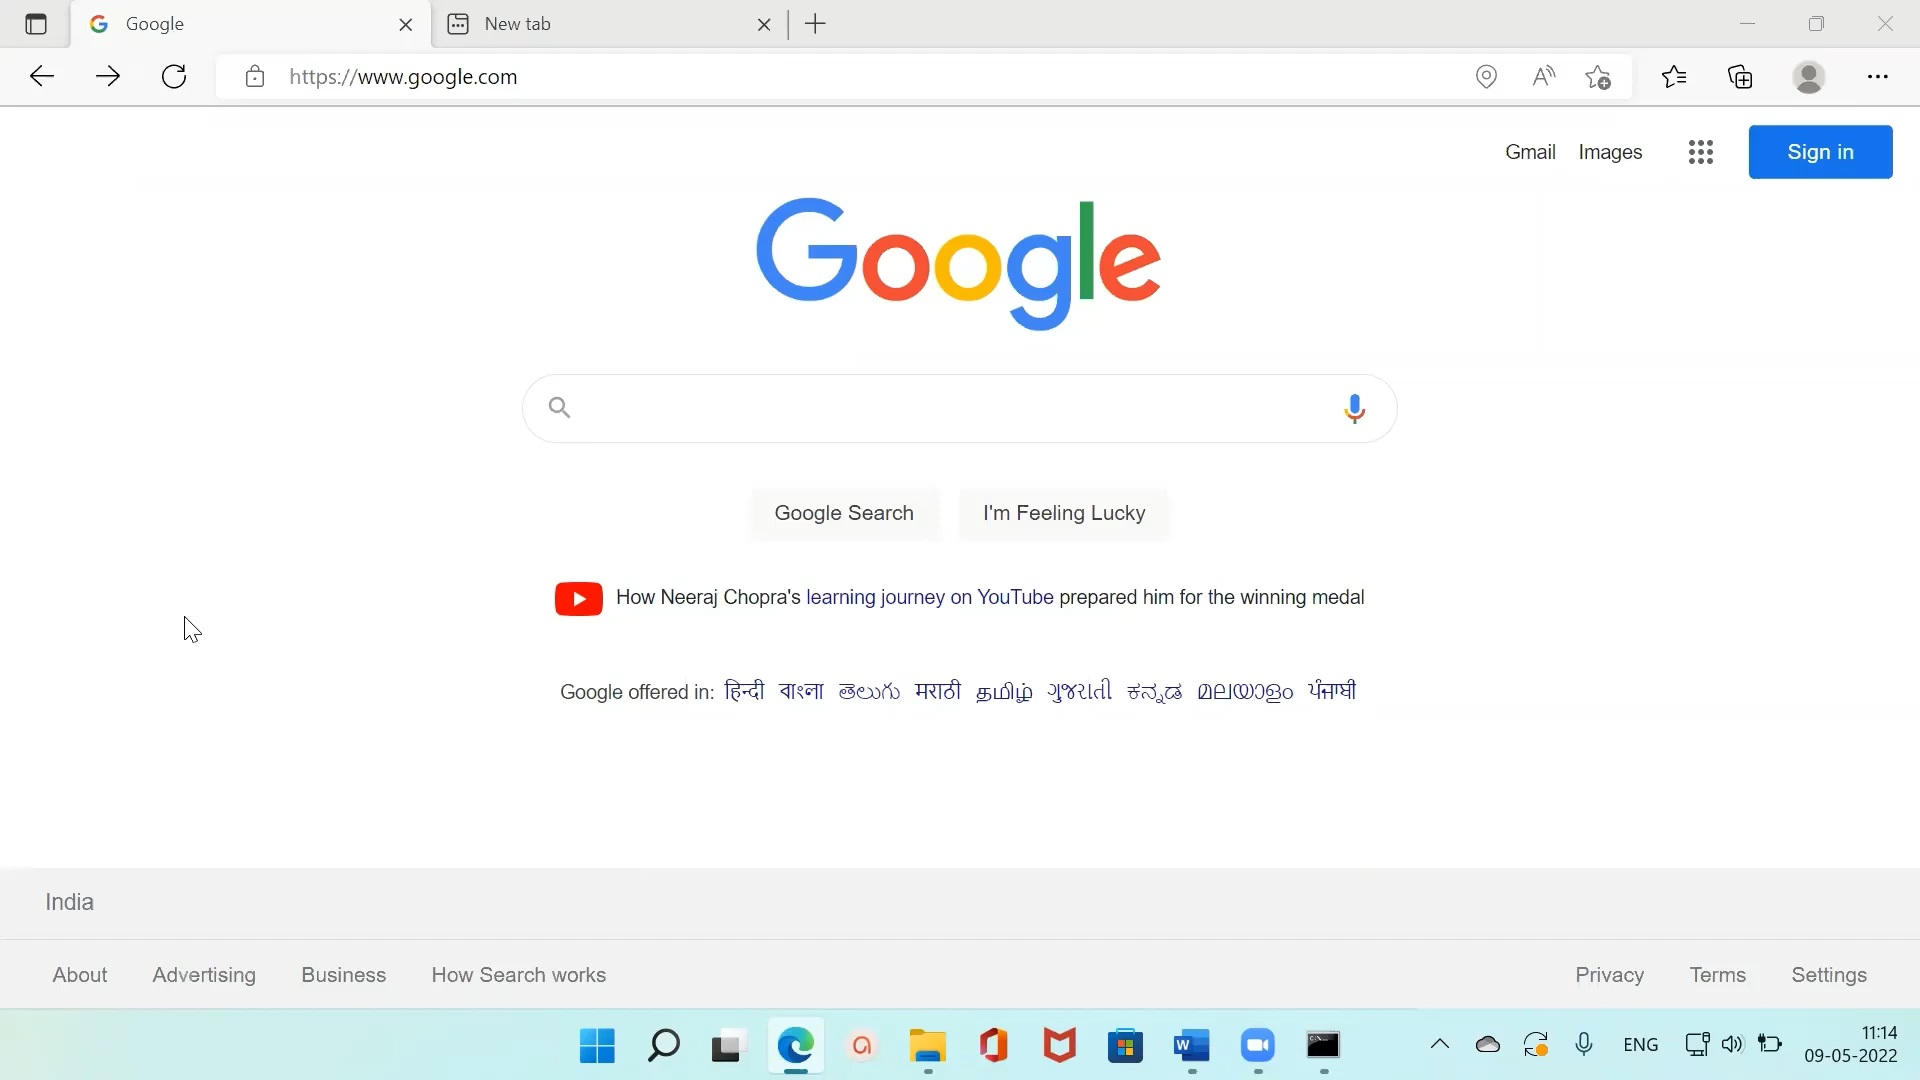 Google
New tab
https://www.google.com
Gmail Images Sign in
Google
Google Search I'm Feeling Lucky
How Neeraj Chopra's learning journey on YouTube prepared him for the winning medal
Google offered in: हिन्दी বাংলা తెలుగు मराठी தமிழ் ગુજરાતી ಕನ್ನಡ മലയാളം ਪੰਜਾਬੀ
India
About Advertising Business How Search works Privacy Terms Settings
ENG 11:14
09-05-2022